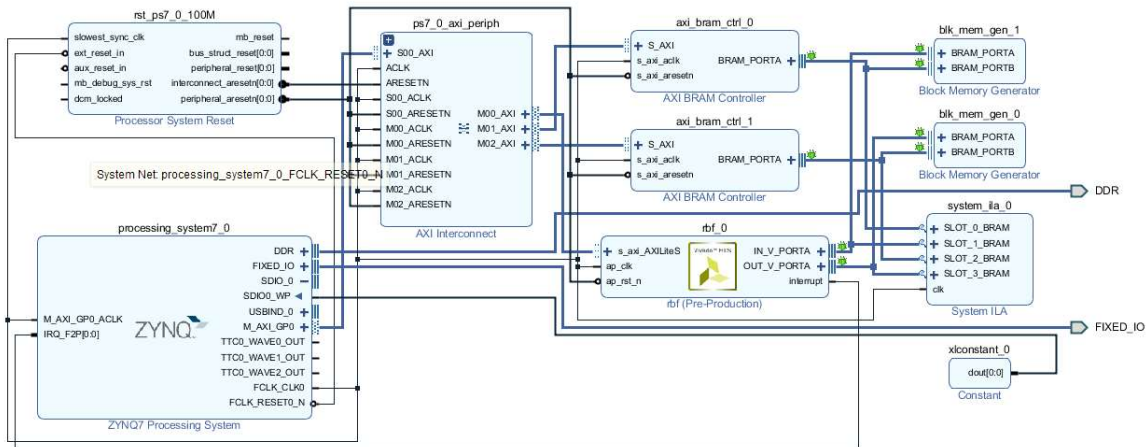 rst_ps7_0_100M
slowest_sync_clk
ext_reset_in
aux_reset_in
mb_debug_sys_rst
dcm_locked
mb_reset
bus_struct_reset[0:0]
peripheral_reset[0:0]
interconnect_aresetn[0:0]
peripheral_aresetn[0:0]
Processor System Reset
ps7_0_axi_periph
S00_AXI
ACLK
ARESETN
S00_ACLK
S00_ARESETN
M00_ACLK
M00_ARESETN
M01_ACLK
M01_ARESETN
M02_ACLK
M02_ARESETN
M00_AXI
M01_AXI
M02_AXI
AXI Interconnect
System Net: processing_system7_0_FCLK_RESET0_N
axi_bram_ctrl_0
S_AXI
s_axi_aclk
s_axi_aresetn
BRAM_PORTA
AXI BRAM Controller
axi_bram_ctrl_1
S_AXI
s_axi_aclk
s_axi_aresetn
BRAM_PORTA
AXI BRAM Controller
blk_mem_gen_1
BRAM_PORTA
BRAM_PORTB
Block Memory Generator
blk_mem_gen_0
BRAM_PORTA
BRAM_PORTB
Block Memory Generator
DDR
processing_system7_0
M_AXI_GP0_ACLK
IRQ_F2P[0:0]
ZYNQ
DDR
FIXED_IO
SDIO_0
SDIO0_WP
USBIND_0
M_AXI_GP0
TTC0_WAVE0_OUT
TTC0_WAVE1_OUT
TTC0_WAVE2_OUT
FCLK_CLK0
FCLK_RESET0_N
ZYNQ7 Processing System
rbf_0
s_axi_AXILiteS
ap_clk
ap_rst_n
Vivado™ HLS
IN_V_PORTA
OUT_V_PORTA
interrupt
rbf (Pre-Production)
system_ila_0
SLOT_0_BRAM
SLOT_1_BRAM
SLOT_2_BRAM
SLOT_3_BRAM
clk
System ILA
FIXED_IO
xlconstant_0
dout[0:0]
Constant